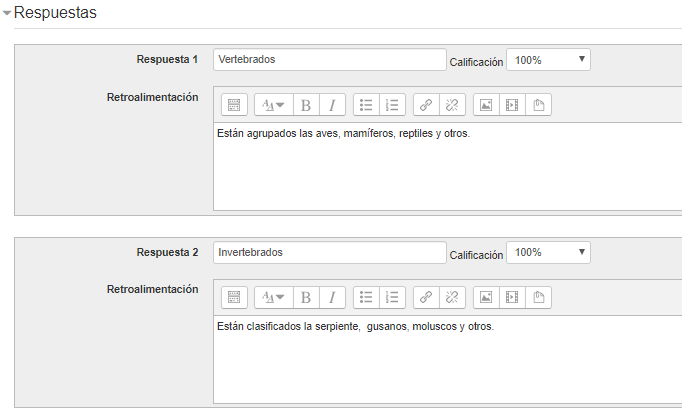 Respuestas
Respuesta 1 Vertebrados Calificación 100%
Retroalimentación
Están agrupados las aves, mamíferos, reptiles y otros.
Respuesta 2 Invertebrados Calificación 100%
Retroalimentación
Están clasificados la serpiente, gusanos, moluscos y otros.